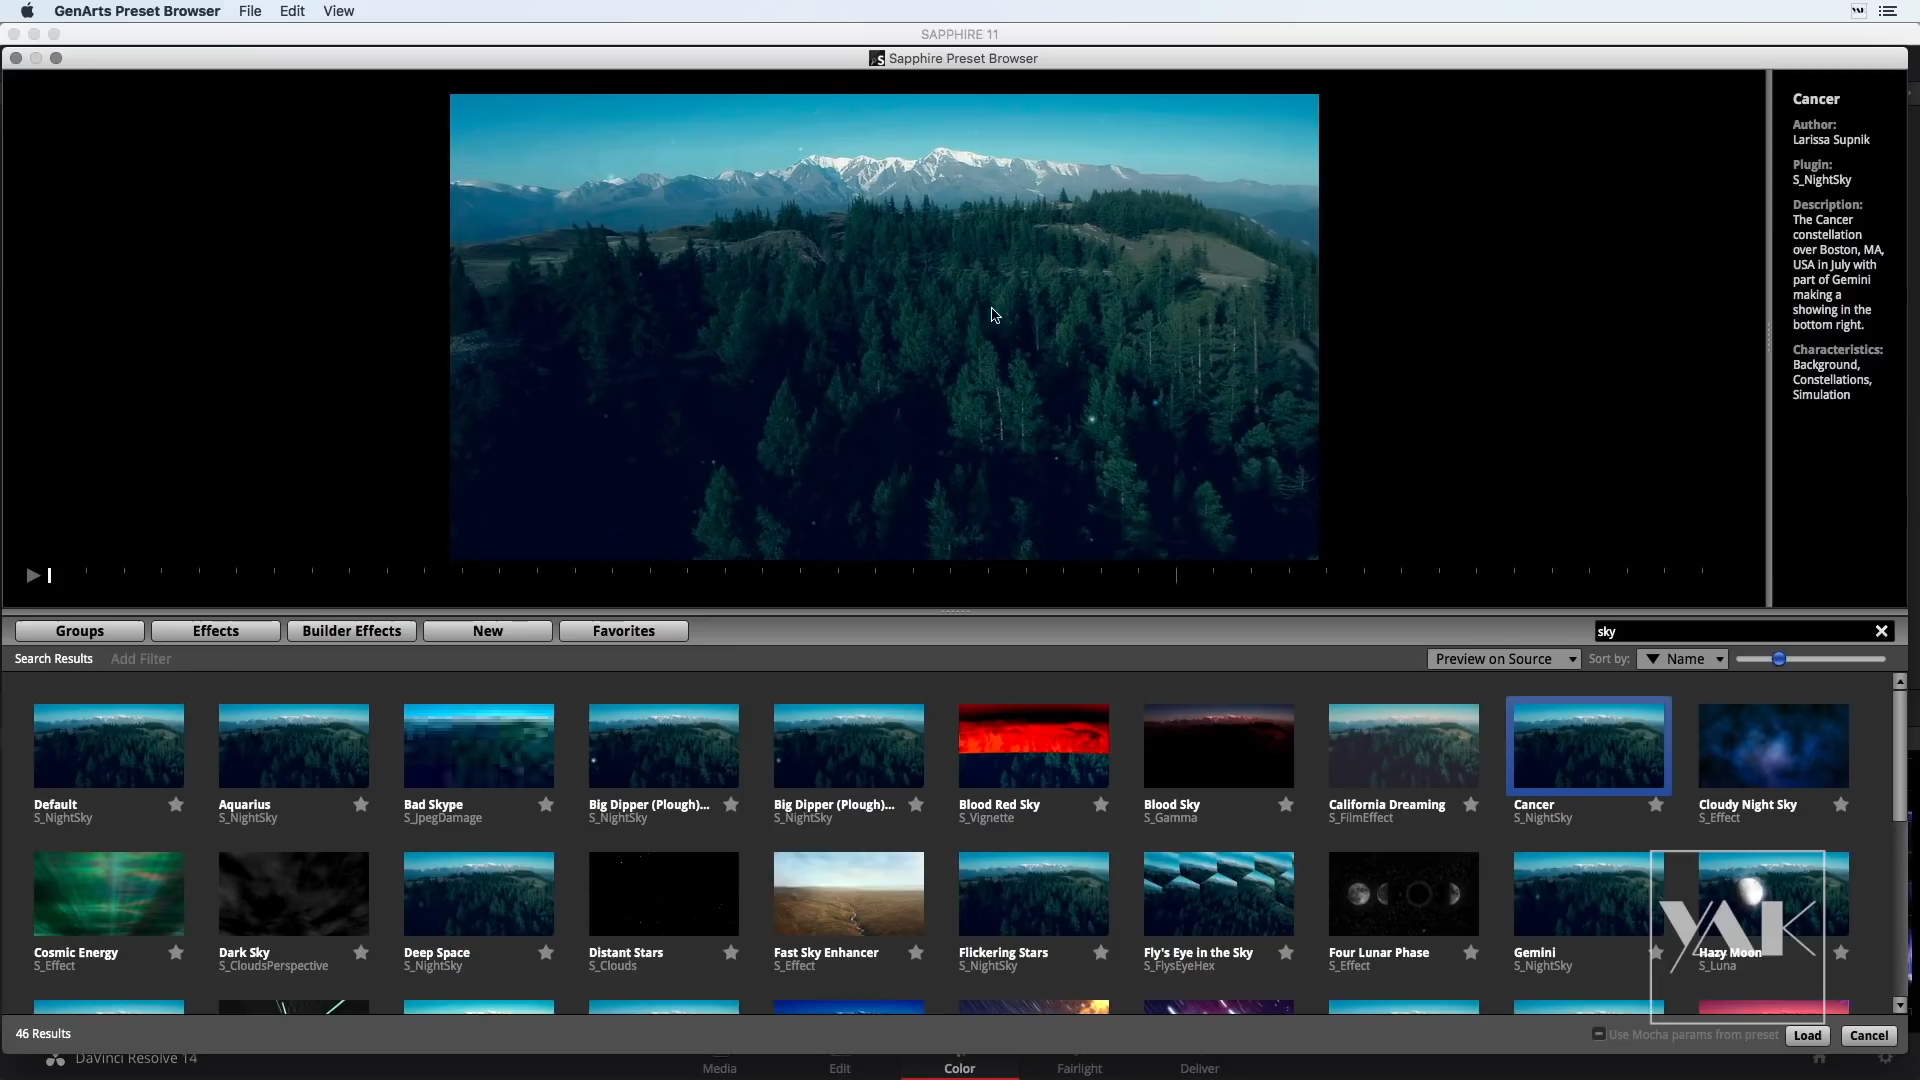 GenArts Preset Browser File Edit View
SAPPHIRE 11
Sapphire Preset Browser
Cancer
Author:
Larissa Supnik
Plugin:
S_NightSky
Description:
The Cancer
constellation
over Boston, MA,
USA in July with
part of Gemini
making a
showing in the
bottom right.
Characteristics:
Background,
Constellations,
Simulation
Groups Effects Builder Effects New Favorites sky
Search Results Add Filter Preview on Source Sort by: Name
Default Aquarius Bad Skype Big Dipper (Plough)... Big Dipper (Plough)... Blood Red Sky Blood Sky California Dreaming Cancer Cloudy Night Sky
S_NightSky S_NightSky S_JpegDamage S_NightSky S_NightSky S_Vignette S_Gamma S_FilmEffect S_NightSky S_Effect
YAK
Cosmic Energy Dark Sky Deep Space Distant Stars Fast Sky Enhancer Flickering Stars Fly's Eye in the Sky Four Lunar Phase Gemini Hazy Moon
S_Effect S_CloudsPerspective S_NightSky S_Clouds S_Effect S_NightSky S_FlysEyeHex S_Effect S_NightSky S_Luna
46 Results Use Mocha params from preset Load Cancel
DaVinci Resolve 14
Media Edit Color Fairlight Deliver